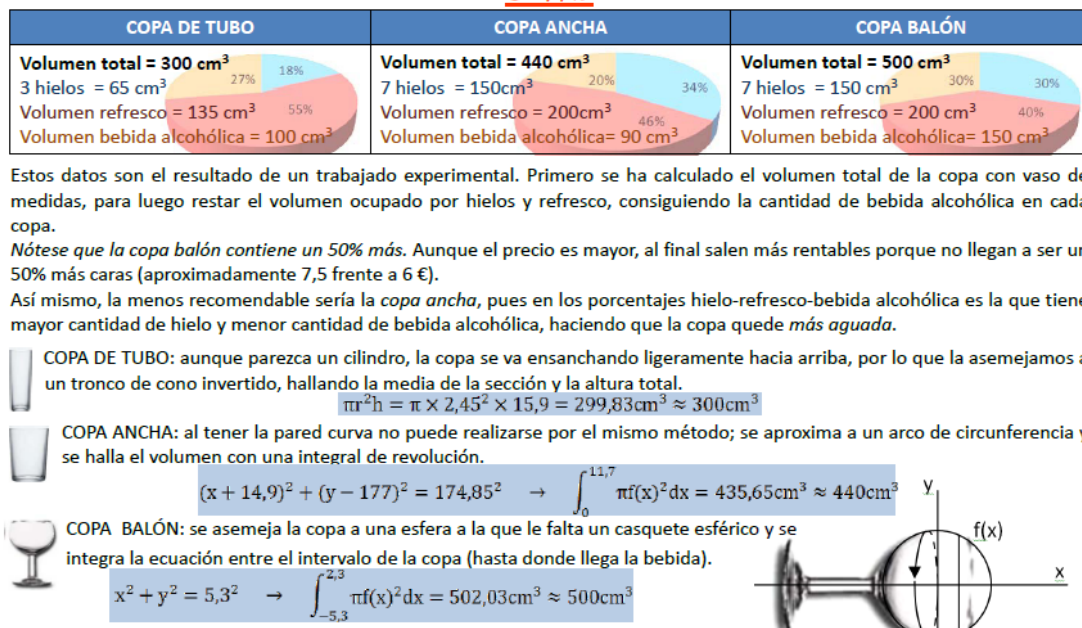 COPA DE TUBO
COPA ANCHA
COPA BALÓN
Volumen total = 300 cm³
3 hielos = 65 cm³
Volumen refresco = 135 cm³
Volumen bebida alcohólica = 100 cm³
27%
18%
55%
Volumen total = 440 cm³
7 hielos = 150cm³
Volumen refresco = 200cm³
Volumen bebida alcohólica= 90 cm³
20%
34%
46%
Volumen total = 500 cm³
7 hielos = 150 cm³
Volumen refresco = 200 cm³
Volumen bebida alcohólica= 150 cm³
30%
30%
40%
Estos datos son el resultado de un trabajado experimental. Primero se ha calculado el volumen total de la copa con vaso de
medidas, para luego restar el volumen ocupado por hielos y refresco, consiguiendo la cantidad de bebida alcohólica en cada
copa.
Nótese que la copa balón contiene un 50% más. Aunque el precio es mayor, al final salen más rentables porque no llegan a ser un
50% más caras (aproximadamente 7,5 frente a 6 €).
Así mismo, la menos recomendable sería la copa ancha, pues en los porcentajes hielo-refresco-bebida alcohólica es la que tiene
mayor cantidad de hielo y menor cantidad de bebida alcohólica, haciendo que la copa quede más aguada.
COPA DE TUBO: aunque parezca un cilindro, la copa se va ensanchando ligeramente hacia arriba, por lo que la asemejamos a
un tronco de cono invertido, hallando la media de la sección y la altura total.
πr²h = π × 2,45² × 15,9 = 299,83cm³ ≈ 300cm³
COPA ANCHA: al tener la pared curva no puede realizarse por el mismo método; se aproxima a un arco de circunferencia y
se halla el volumen con una integral de revolución.
(x + 14,9)² + (y − 177)² = 174,85² → ∫₀^11,7 πf(x)²dx = 435,65cm³ ≈ 440cm³
COPA BALÓN: se asemeja la copa a una esfera a la que le falta un casquete esférico y se
integra la ecuación entre el intervalo de la copa (hasta donde llega la bebida).
x² + y² = 5,3² → ∫₋₅,₃^2,3 πf(x)²dx = 502,03cm³ ≈ 500cm³
y
f(x)
x